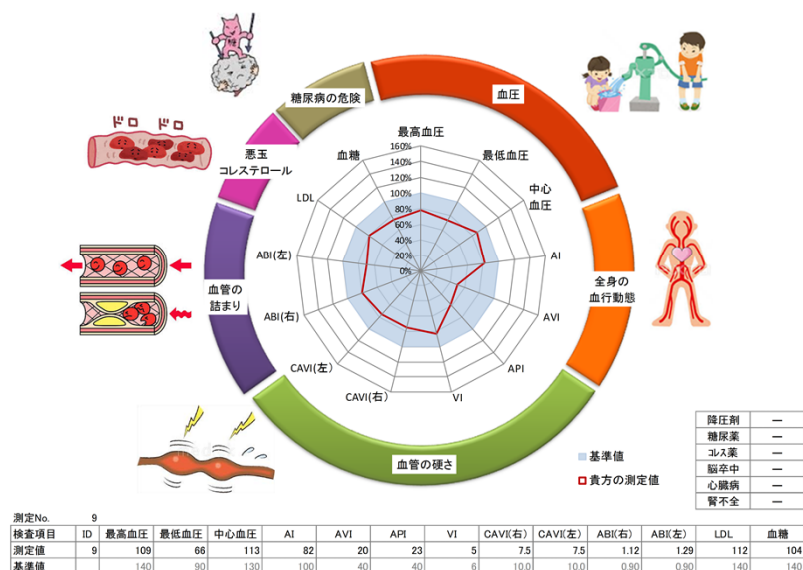 ドロ ドロ
糖尿病の危険
血圧
悪玉
コレステロール
血管の
詰まり
全身の
血行動態
血管の硬さ
最高血圧
最低血圧
中心
血圧
AI
AVI
API
VI
CAVI(右)
CAVI(左)
ABI(右)
ABI(左)
LDL
血糖
160%
140%
120%
100%
80%
60%
40%
20%
0%
基準値
貴方の測定値
降圧剤 —
糖尿薬 —
コレス薬 —
脳卒中 —
心臓病 —
腎不全 —
測定No. 9
検査項目 ID 最高血圧 最低血圧 中心血圧 AI AVI API VI CAVI(右) CAVI(左) ABI(右) ABI(左) LDL 血糖
測定値 9 109 66 113 82 20 23 5 7.5 7.5 1.12 1.29 112 104
基準値 140 90 130 100 40 40 6 10.0 10.0 0.90 0.90 140 140